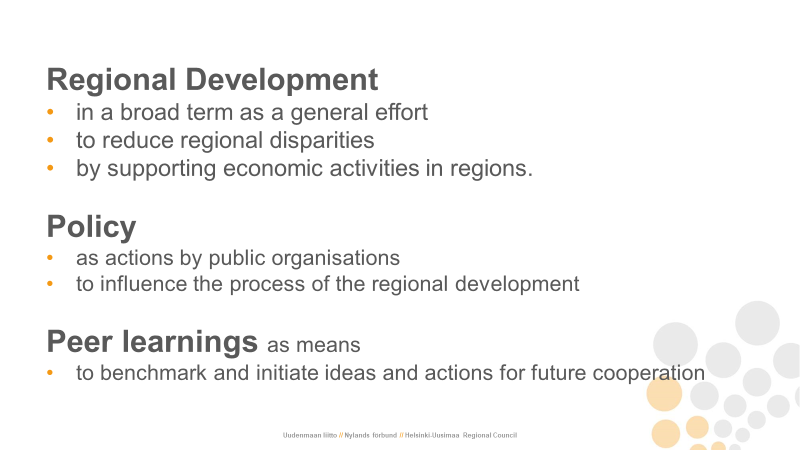 Regional Development
• in a broad term as a general effort
• to reduce regional disparities
• by supporting economic activities in regions.
Policy
• as actions by public organisations
• to influence the process of the regional development
Peer learnings as means
• to benchmark and initiate ideas and actions for future cooperation
Uudenmaan liitto // Nylands förbund // Helsinki-Uusimaa Regional Council